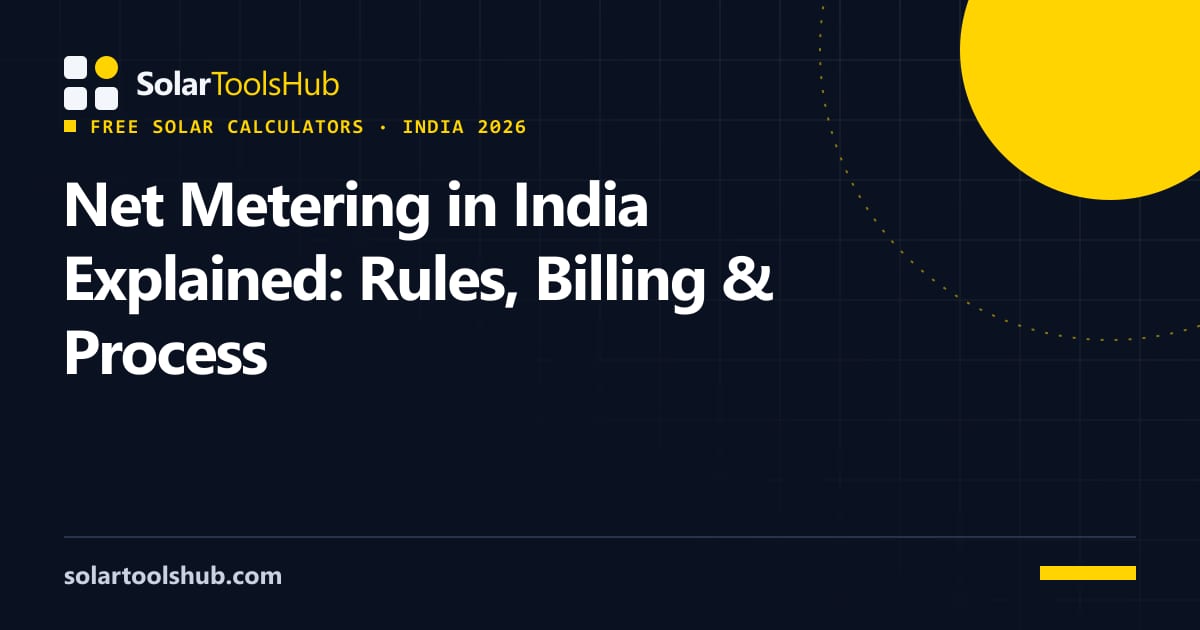 SolarToolsHub
FREE SOLAR CALCULATORS · INDIA 2026
Net Metering in India
Explained: Rules, Billing &
Process
solartoolshub.com